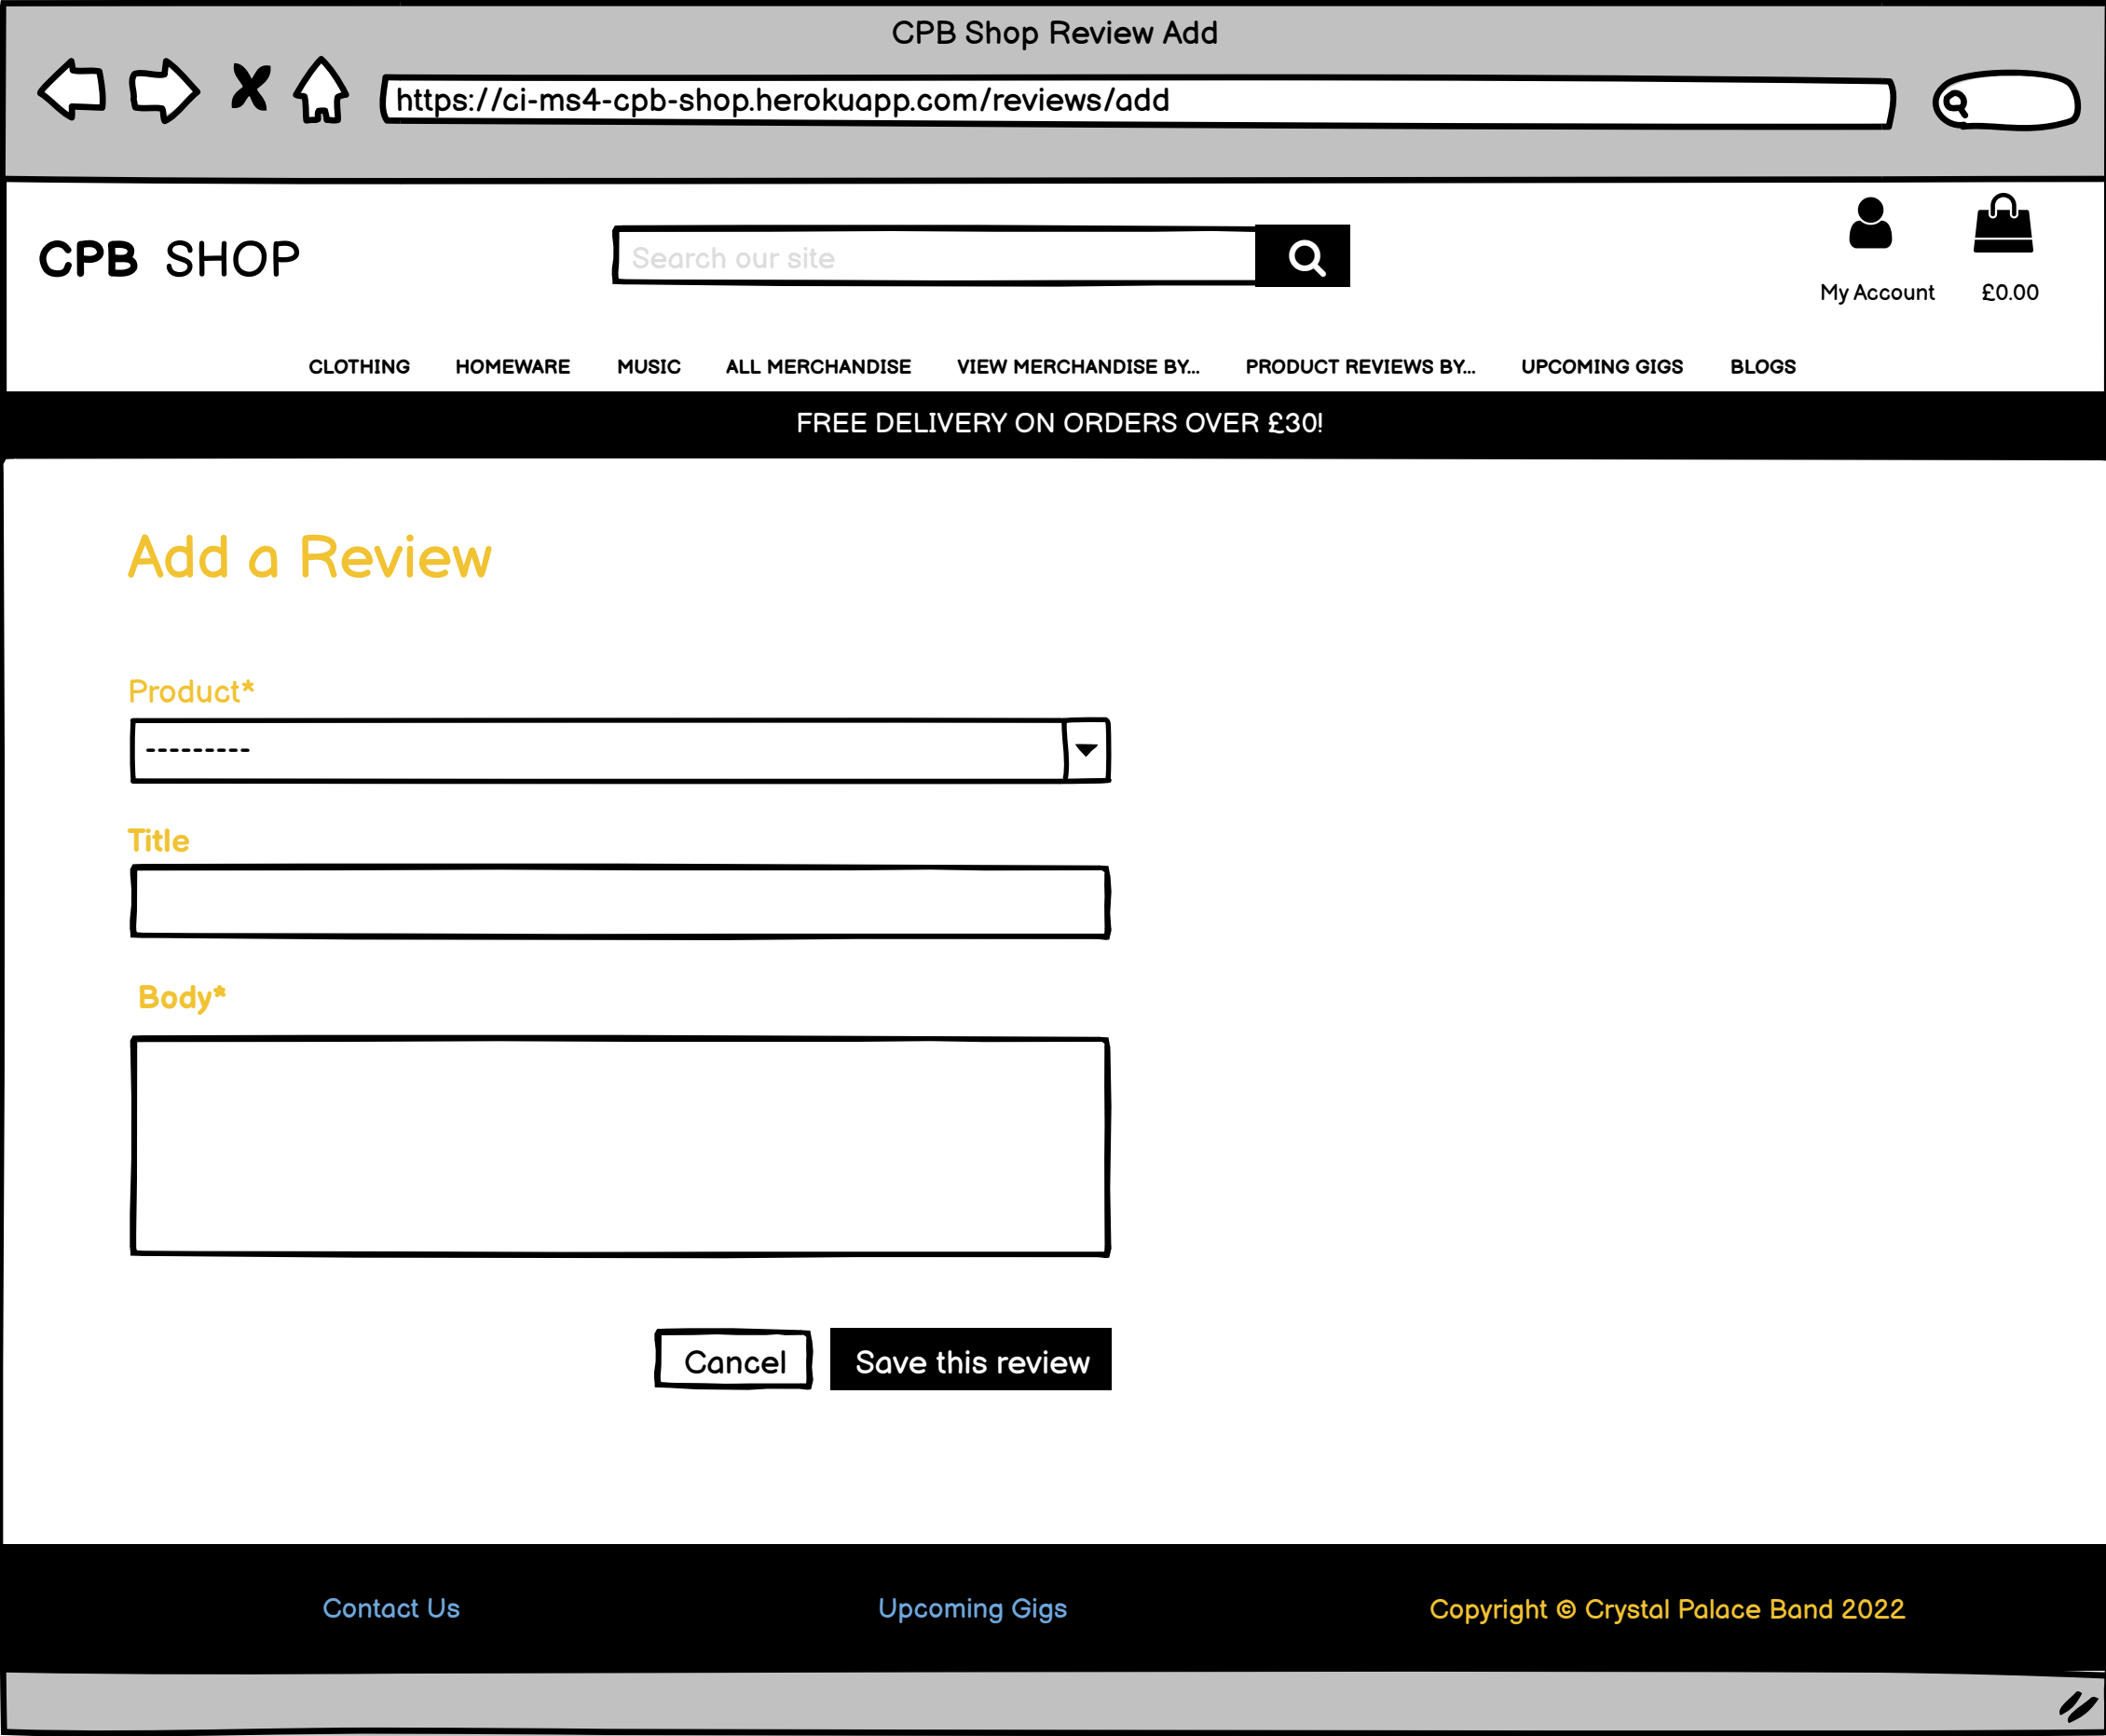 CPB Shop Review Add
https://ci-ms4-cpb-shop.herokuapp.com/reviews/add
CPB SHOP
Search our site
My Account £0.00
CLOTHING HOMEWARE MUSIC ALL MERCHANDISE VIEW MERCHANDISE BY... PRODUCT REVIEWS BY... UPCOMING GIGS BLOGS
FREE DELIVERY ON ORDERS OVER £30!
Add a Review
Product*
---------
Title
Body*
Cancel Save this review
Contact Us Upcoming Gigs Copyright © Crystal Palace Band 2022